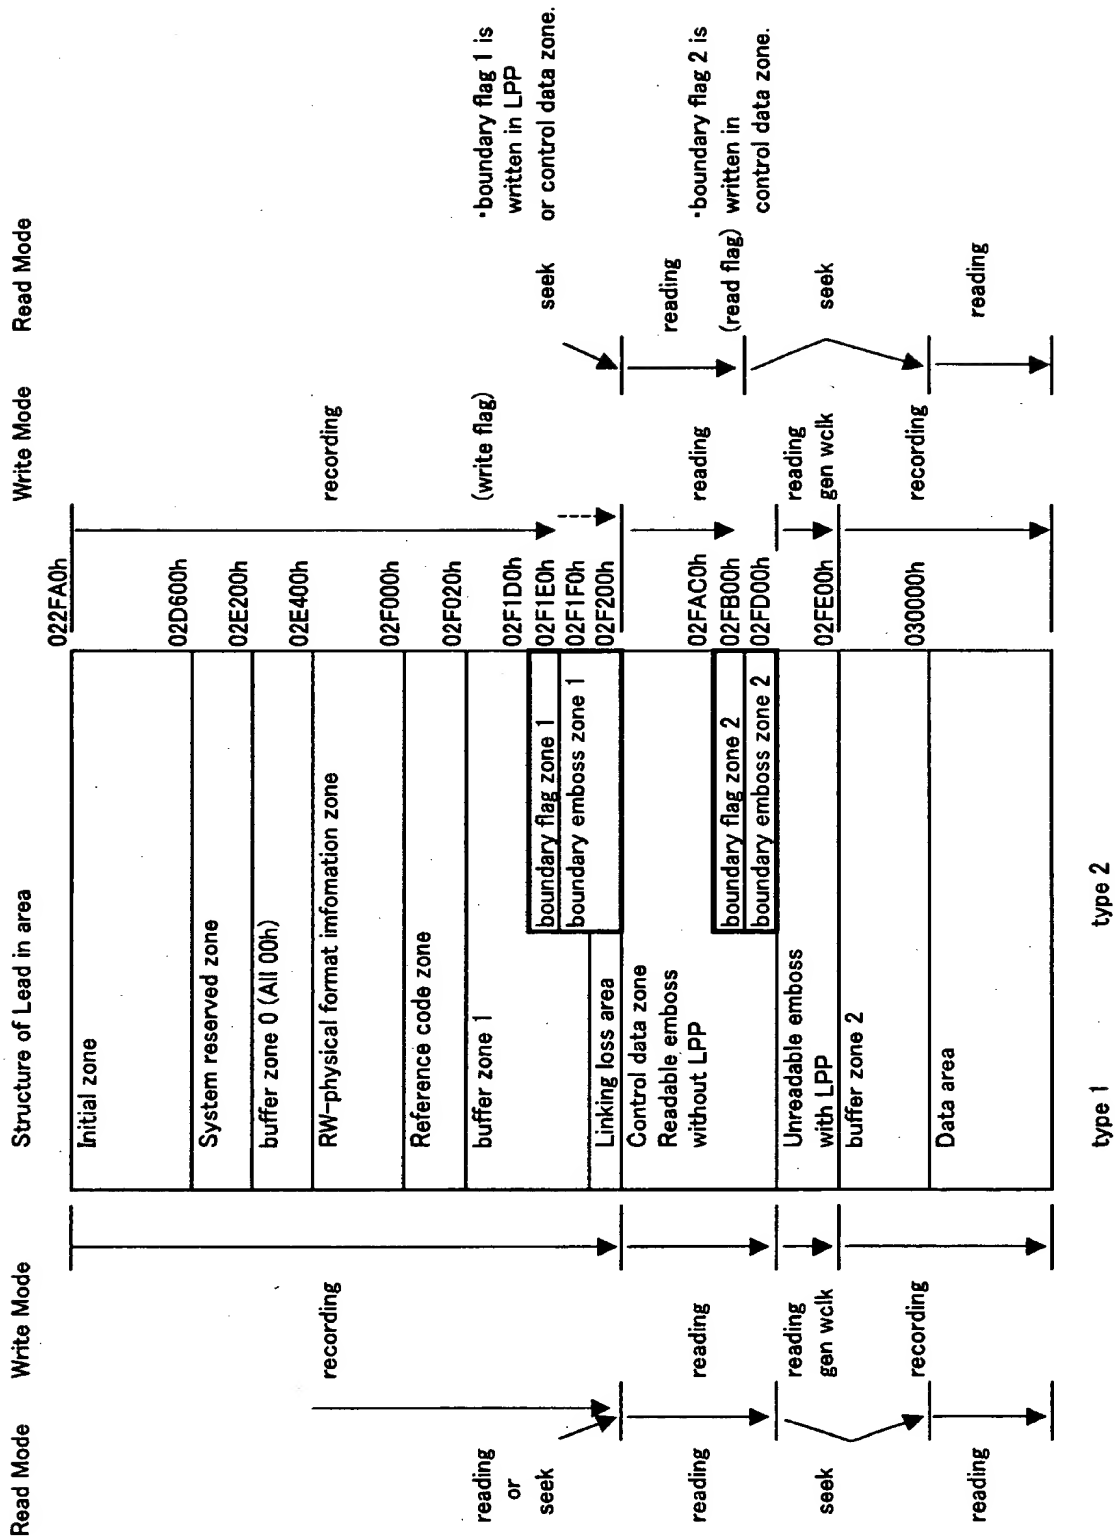 Read Mode
Write Mode
Structure of Lead in area
Write Mode
Read Mode
022FA0h
Initial zone
02D600h
System reserved zone
02E200h
buffer zone 0 (All 00h)
02E400h
RW-physical format imfomation zone
02F000h
Reference code zone
02F020h
buffer zone 1
02F1D0h
boundary flag zone 1
02F1E0h
boundary emboss zone 1
02F1F0h
Linking loss area
02F200h
Control data zone
Readable emboss
without LPP
02FAC0h
boundary flag zone 2
02FB00h
boundary emboss zone 2
02FD00h
Unreadable emboss
with LPP
02FE00h
buffer zone 2
030000h
Data area
type 1
type 2
reading
or
seek
reading
seek
reading
recording
reading
reading
gen wclk
recording
recording
(write flag)
reading
reading
gen wclk
recording
seek
reading
(read flag)
seek
reading
·boundary flag 1 is
written in LPP
or control data zone.
·boundary flag 2 is
written in
control data zone.